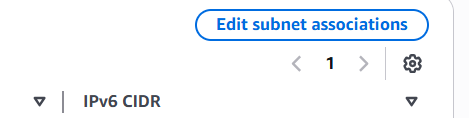 Edit subnet associations
1
IPv6 CIDR